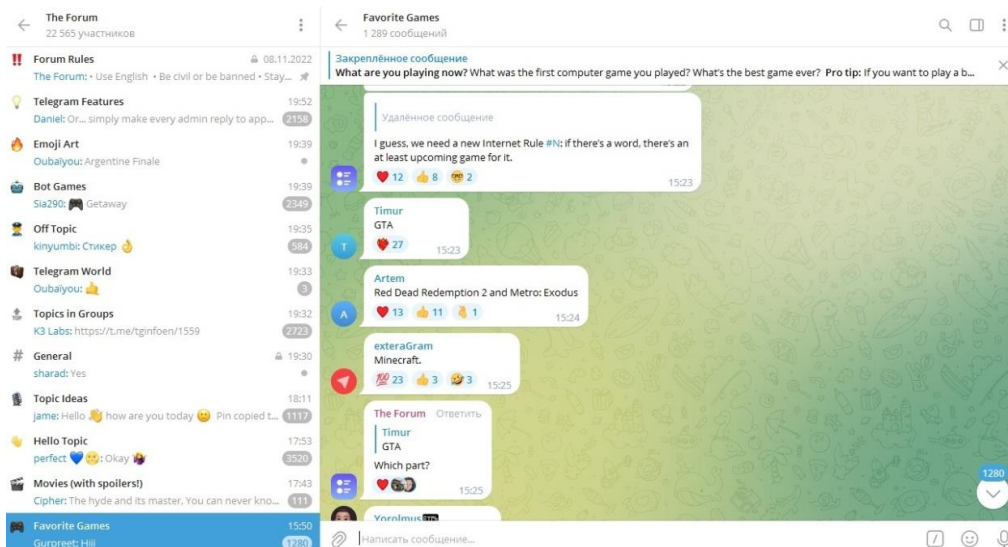 The Forum
22 565 участников
Forum Rules
08.11.2022
The Forum: • Use English • Be civil or be banned • Stay...
Telegram Features
19:52
Daniel: Or... simply make every admin reply to app...
2158
Emoji Art
19:39
Oubaïyou: Argentine Finale
Bot Games
19:39
Sia290: 🎮 Getaway
2349
Off Topic
19:35
kinyumbi: Стикер 👌
584
Telegram World
19:33
Oubaïyou: 👍
3
Topics in Groups
19:32
K3 Labs: https://t.me/tginfoen/1559
2723
# General
19:30
sharad: Yes
Topic Ideas
18:11
jame: Hello 👋 how are you today 🙂 Pin copied t...
1117
Hello Topic
17:53
perfect 💙: Okay
3520
Movies (with spoilers!)
17:43
Cipher: The hyde and its master, You can never kno...
111
Favorite Games
15:50
Gurpreet: Hiii
1280
Favorite Games
1 289 сообщений
Закреплённое сообщение
What are you playing now? What was the first computer game you played? What's the best game ever? Pro tip: If you want to play a b...
Удалённое сообщение
I guess, we need a new Internet Rule #N: if there's a word, there's an
at least upcoming game for it.
12 8 2
15:23
Timur
GTA
27
15:23
T
Artem
Red Dead Redemption 2 and Metro: Exodus
13 11 1
15:24
A
exteraGram
Minecraft.
💯 23 3 3
15:25
The Forum Ответить
Timur
GTA
Which part?
15:25
1280
Yorolmus
Написать сообщение...